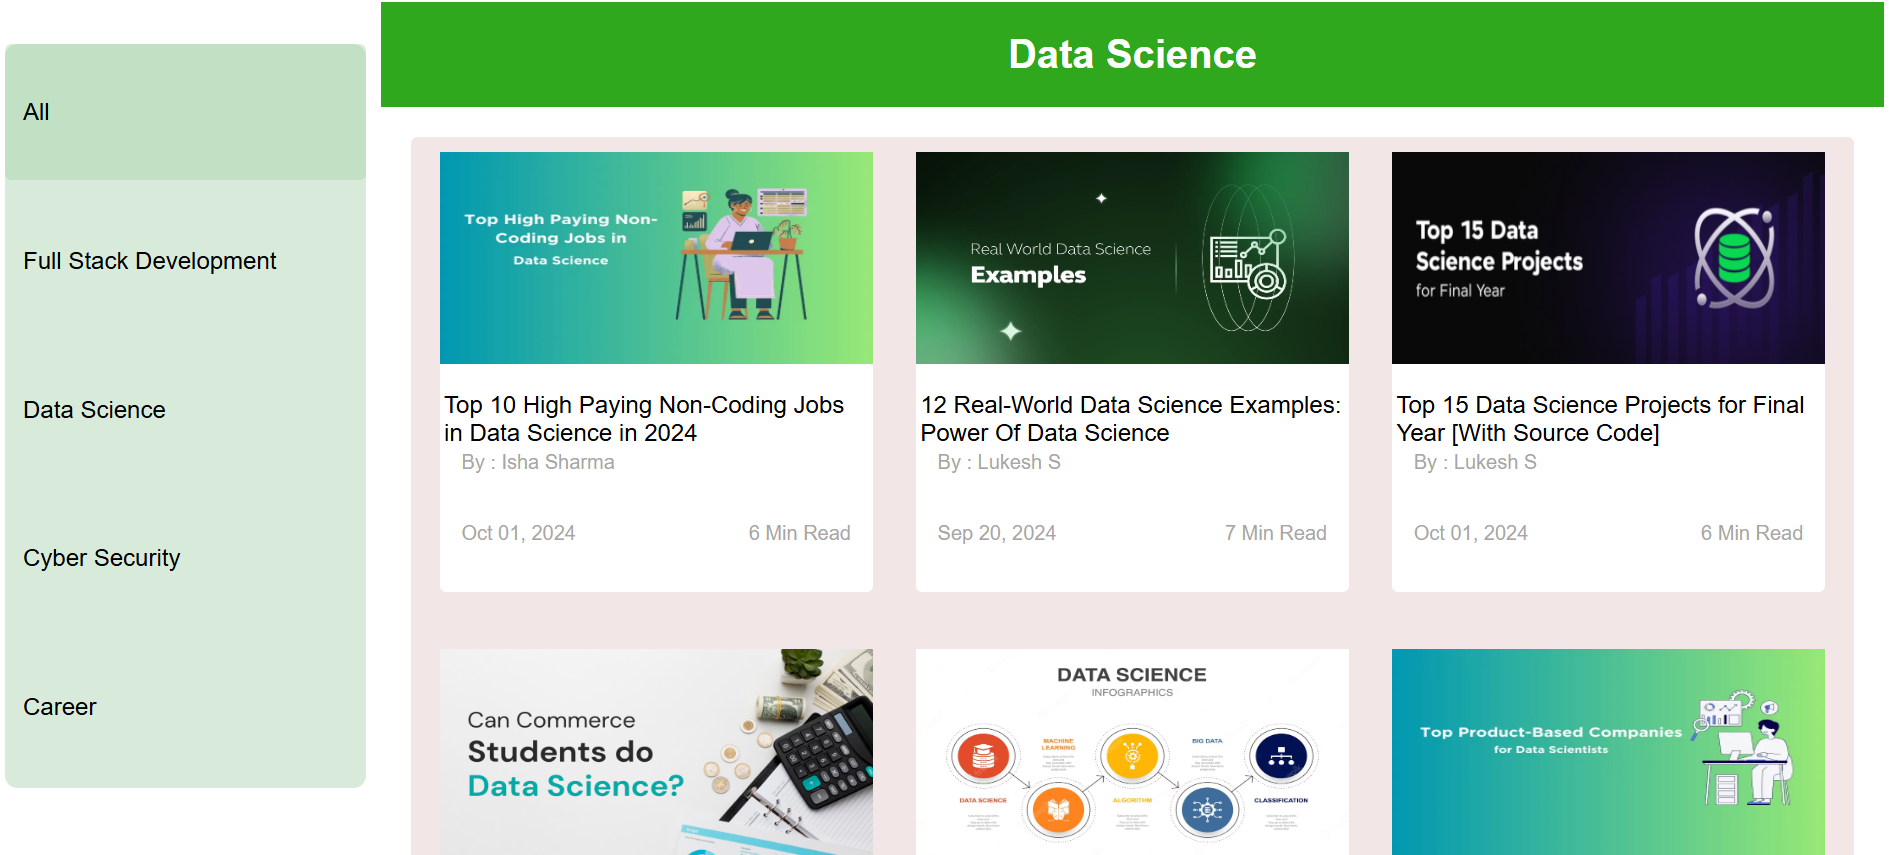 All
Full Stack Development
Data Science
Cyber Security
Career
Data Science
Top High Paying Non-
Coding Jobs in
Data Science
Top 10 High Paying Non-Coding Jobs
in Data Science in 2024
By : Isha Sharma
Oct 01, 2024
6 Min Read
Real World Data Science
Examples
12 Real-World Data Science Examples:
Power Of Data Science
By : Lukesh S
Sep 20, 2024
7 Min Read
Top 15 Data
Science Projects
for Final Year
Top 15 Data Science Projects for Final
Year [With Source Code]
By : Lukesh S
Oct 01, 2024
6 Min Read
Can Commerce
Students do
Data Science?
DATA SCIENCE
INFOGRAPHICS
MACHINE
LEARNING
BIG DATA
DATA SCIENCE
ALGORITHM
CLASSIFICATION
Top Product-Based Companies
for Data Scientists